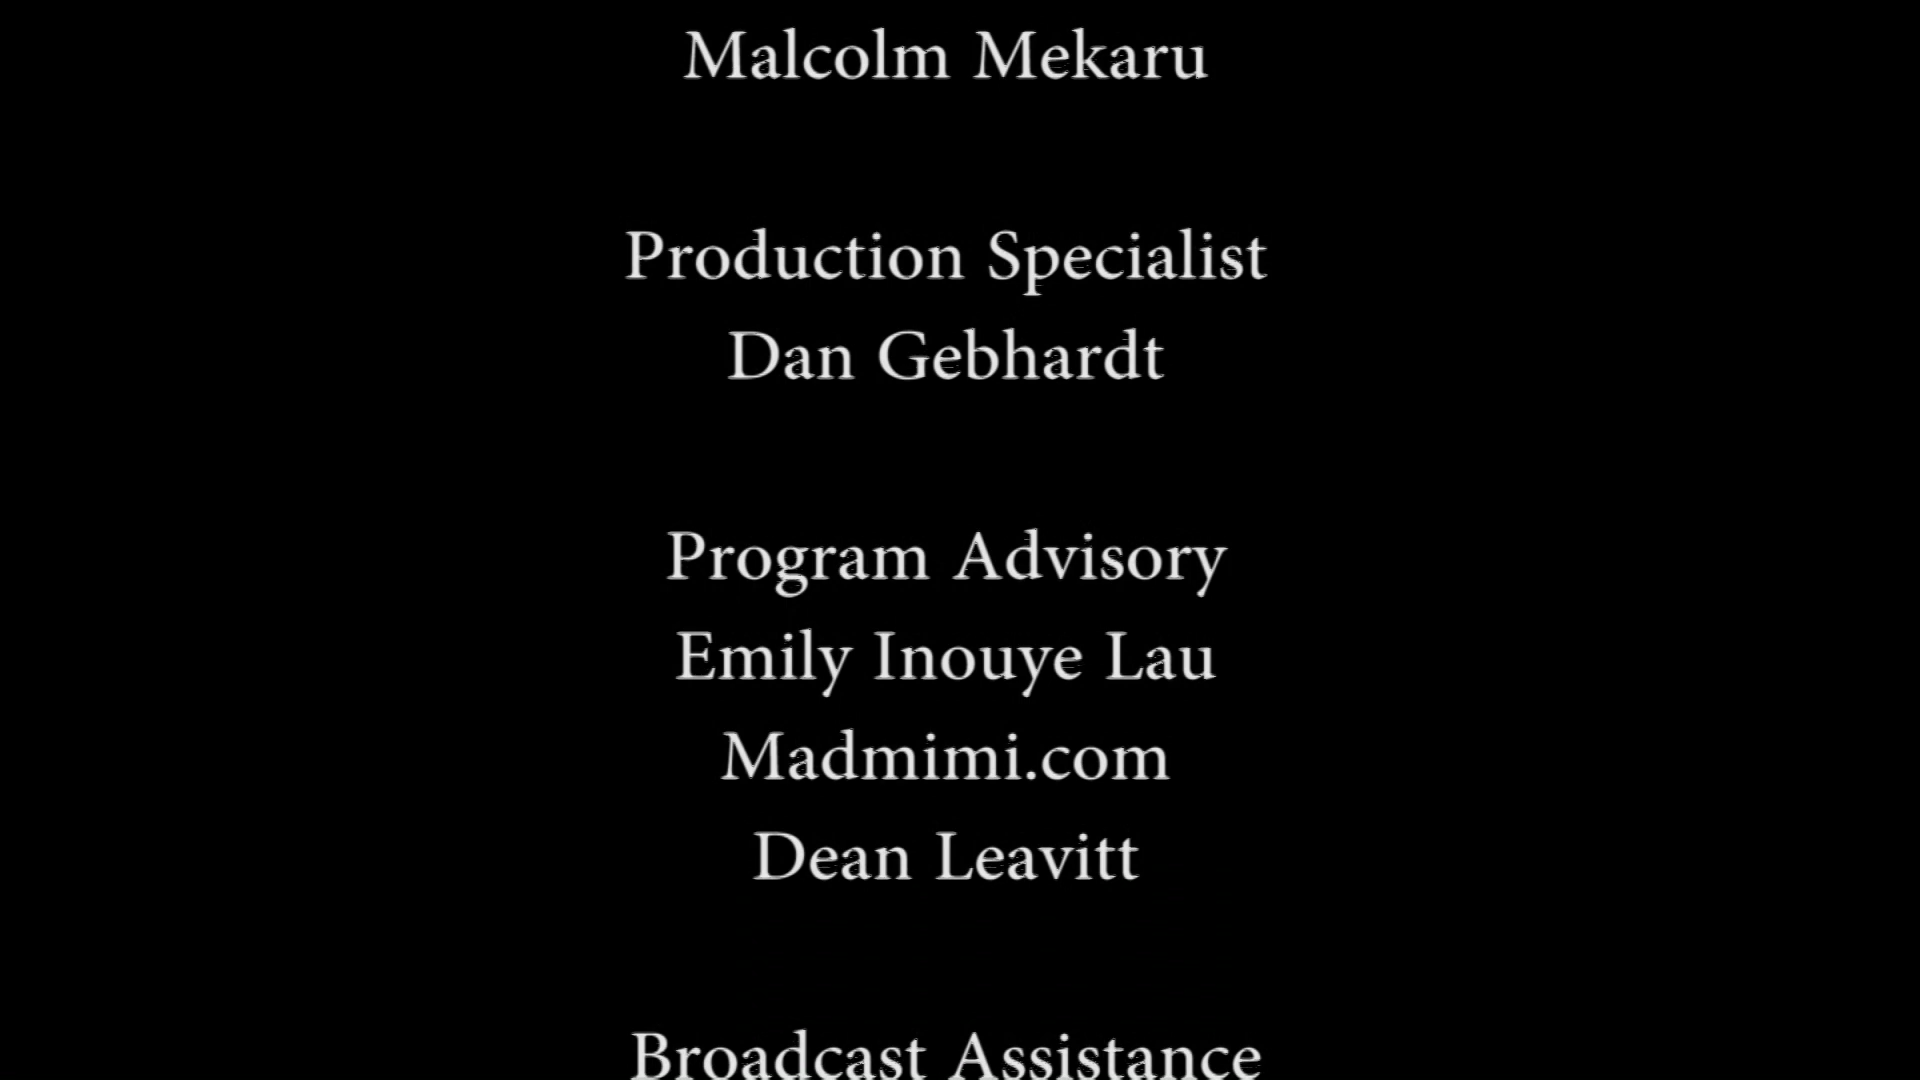 Malcolm Mekaru
Production Specialist
Dan Gebhardt
Program Advisory
Emily Inouye Lau
Madmimi.com
Dean Leavitt
Broadcast Assistance